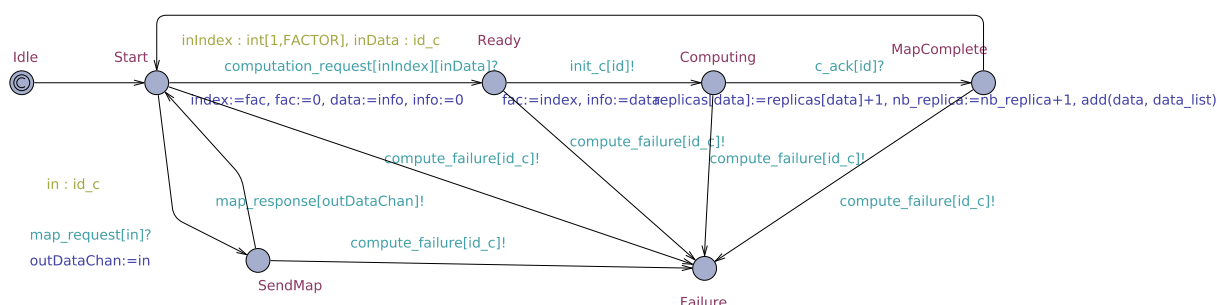 inIndex : int[1,FACTOR], inData : id_c
Ready
Idle
Start
Computing
MapComplete
computation_request[inIndex][inData]?
init_c[id]!
c_ack[id]?
C
index:=fac, fac:=0, data:=info, info:=0
fac:=index, info:=data
replicas[data]:=replicas[data]+1, nb_replica:=nb_replica+1, add(data, data_list)
compute_failure[id_c]!
compute_failure[id_c]!
compute_failure[id_c]!
in : id_c
map_response[outDataChan]!
compute_failure[id_c]!
map_request[in]?
compute_failure[id_c]!
outDataChan:=in
SendMap
Failure